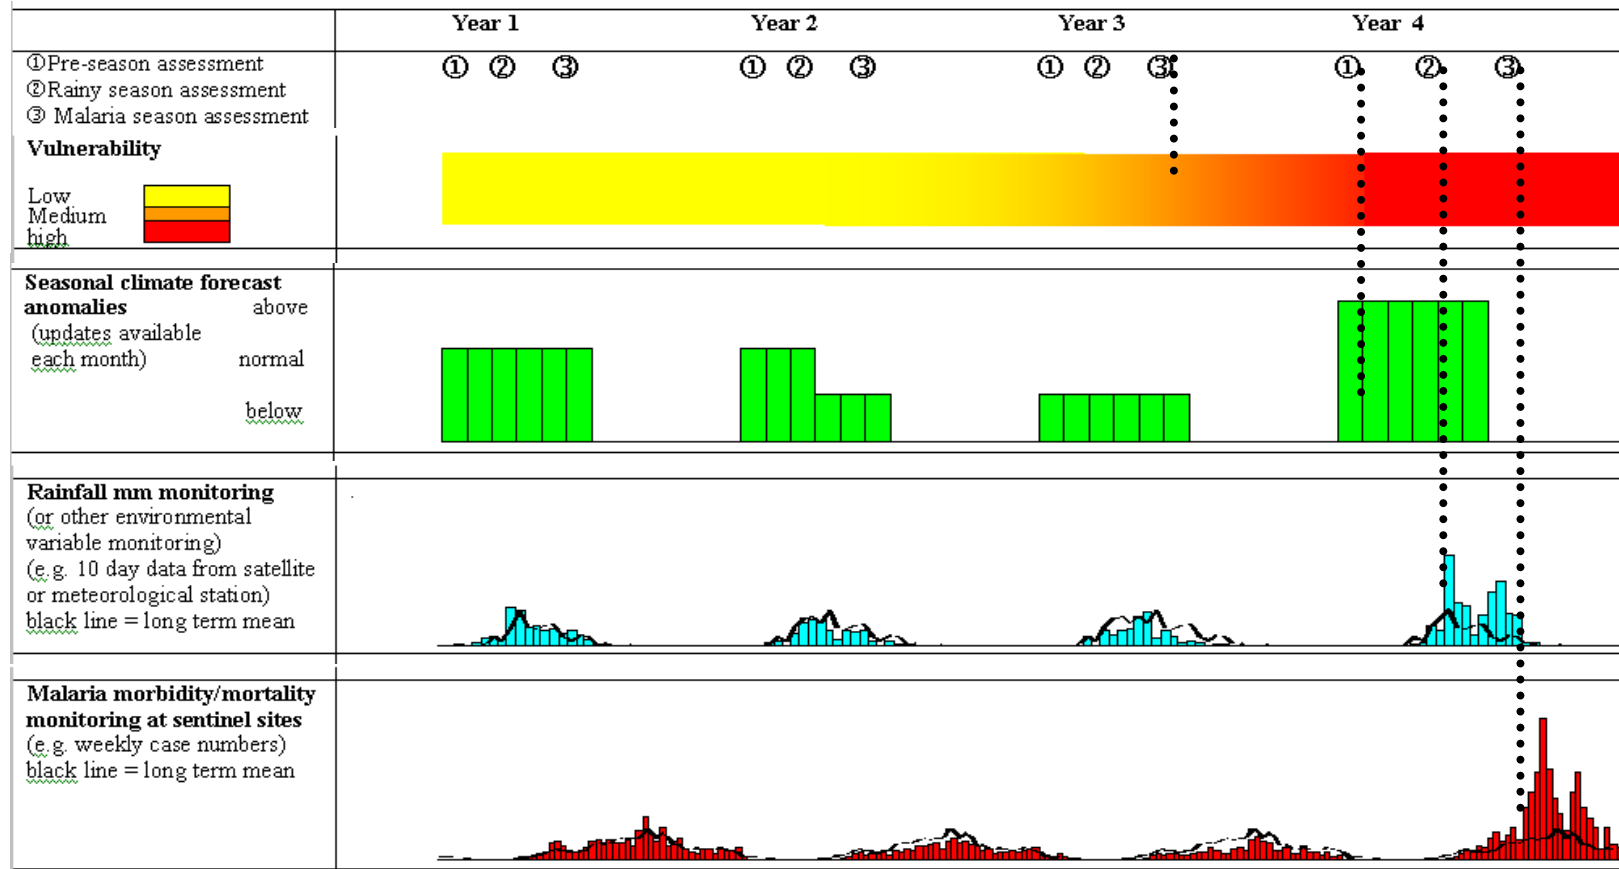 Year 1 Year 2 Year 3 Year 4
①Pre-season assessment ① ② ③ ① ② ③ ① ② ③ ① ② ③
②Rainy season assessment
③ Malaria season assessment
Vulnerability
Low
Medium
high
Seasonal climate forecast
anomalies above
(updates available
each month) normal
below
Rainfall mm monitoring
(or other environmental
variable monitoring)
(e.g. 10 day data from satellite
or meteorological station)
black line = long term mean
Malaria morbidity/mortality
monitoring at sentinel sites
(e.g. weekly case numbers)
black line = long term mean